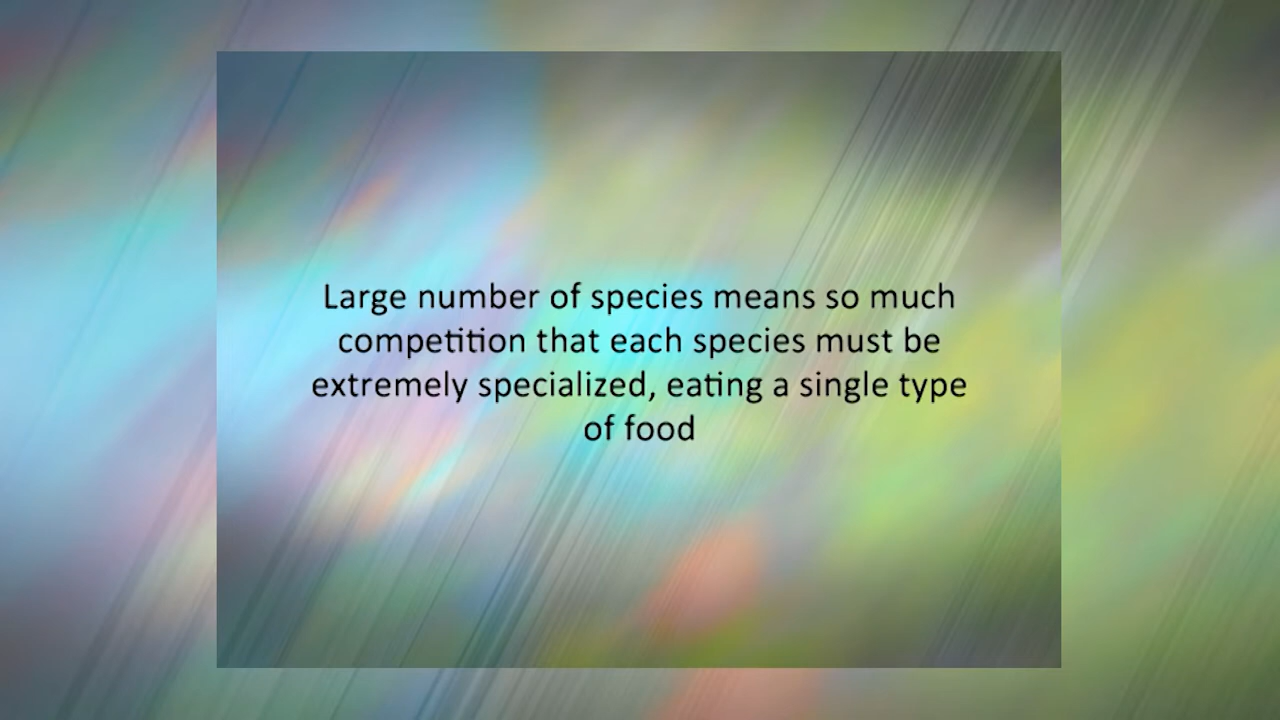 Large number of species means so much
competition that each species must be
extremely specialized, eating a single type
of food